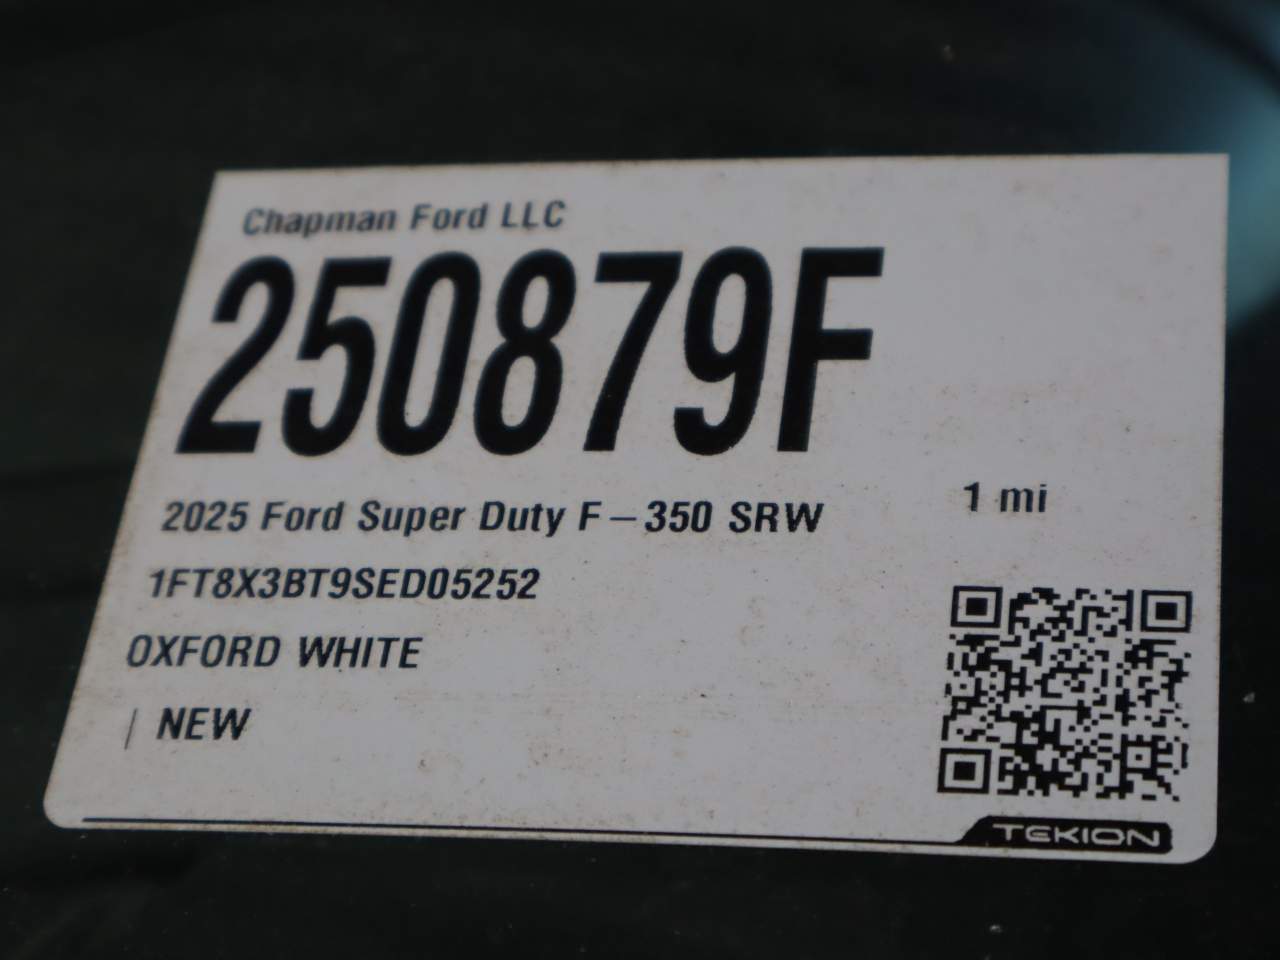 Chapman Ford LLC
250879F
2025 Ford Super Duty F-350 SRW
1 mi
1FT8X3BT9SED05252
OXFORD WHITE
| NEW
TEKION